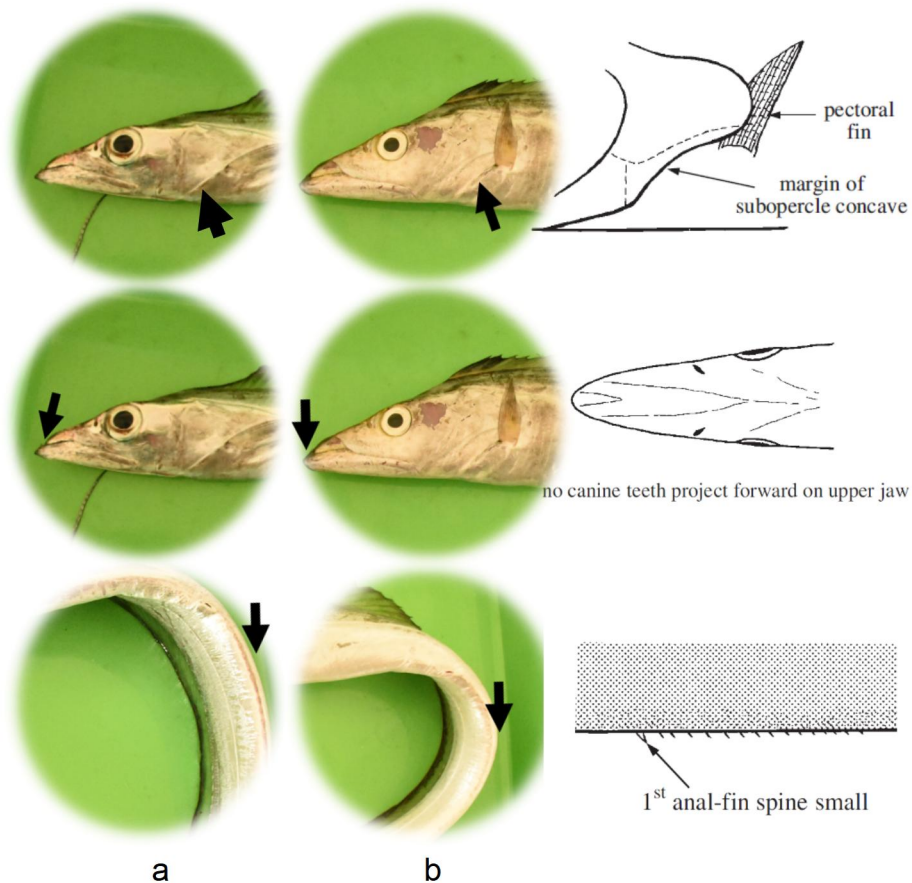 pectoral
fin
margin of
subopercle concave
no canine teeth project forward on upper jaw
1st anal-fin spine small
a
b